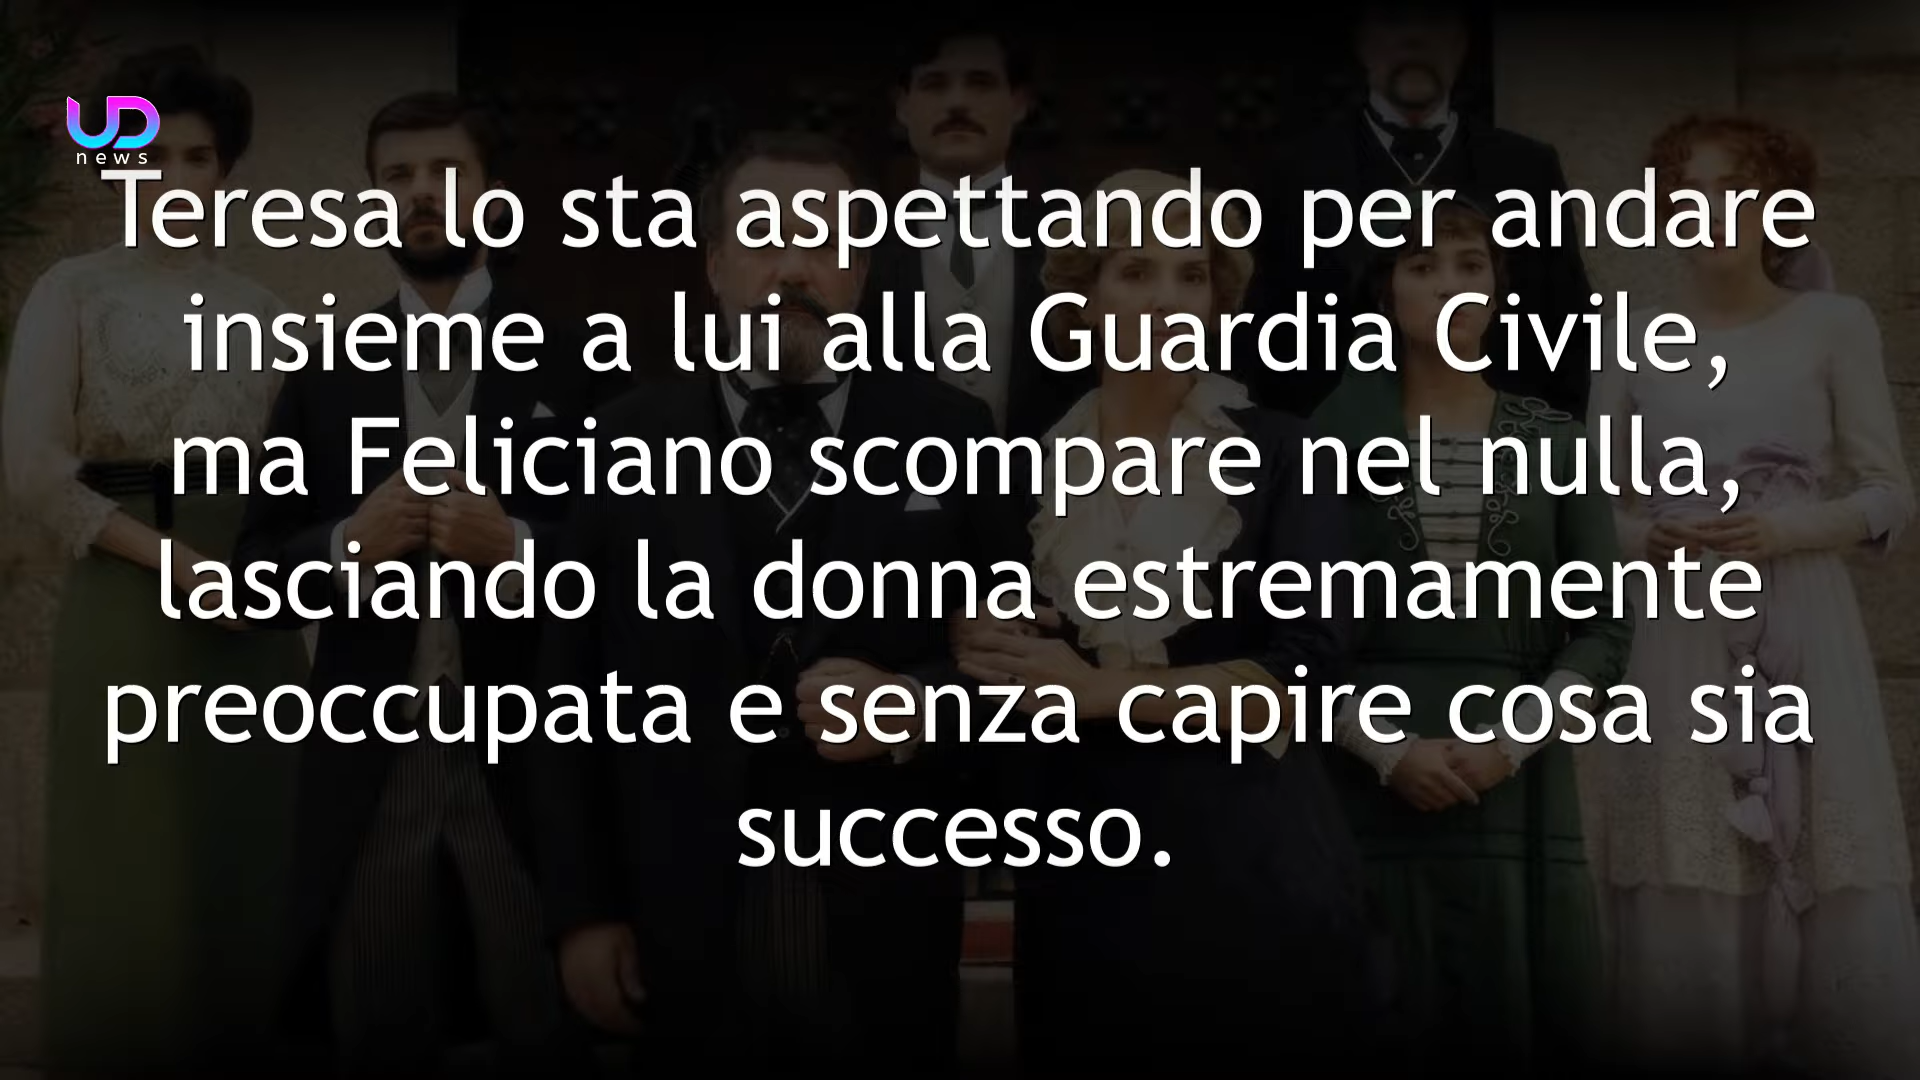 UD
news
Teresa lo sta aspettando per andare
insieme a lui alla Guardia Civile,
ma Feliciano scompare nel nulla,
lasciando la donna estremamente
preoccupata e senza capire cosa sia
successo.